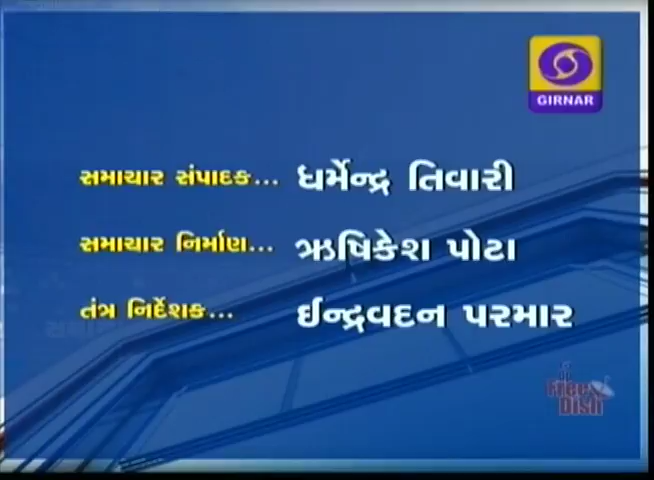 GIRNAR
સમાચાર સંપાદક... ધર્મેન્દ્ર તિવારી
સમાચાર નિર્માણ... ઋષિકેશ પોટા
તંત્ર નિર્દેશક... ઈન્દ્રવદન પરમાર
Free
Dish